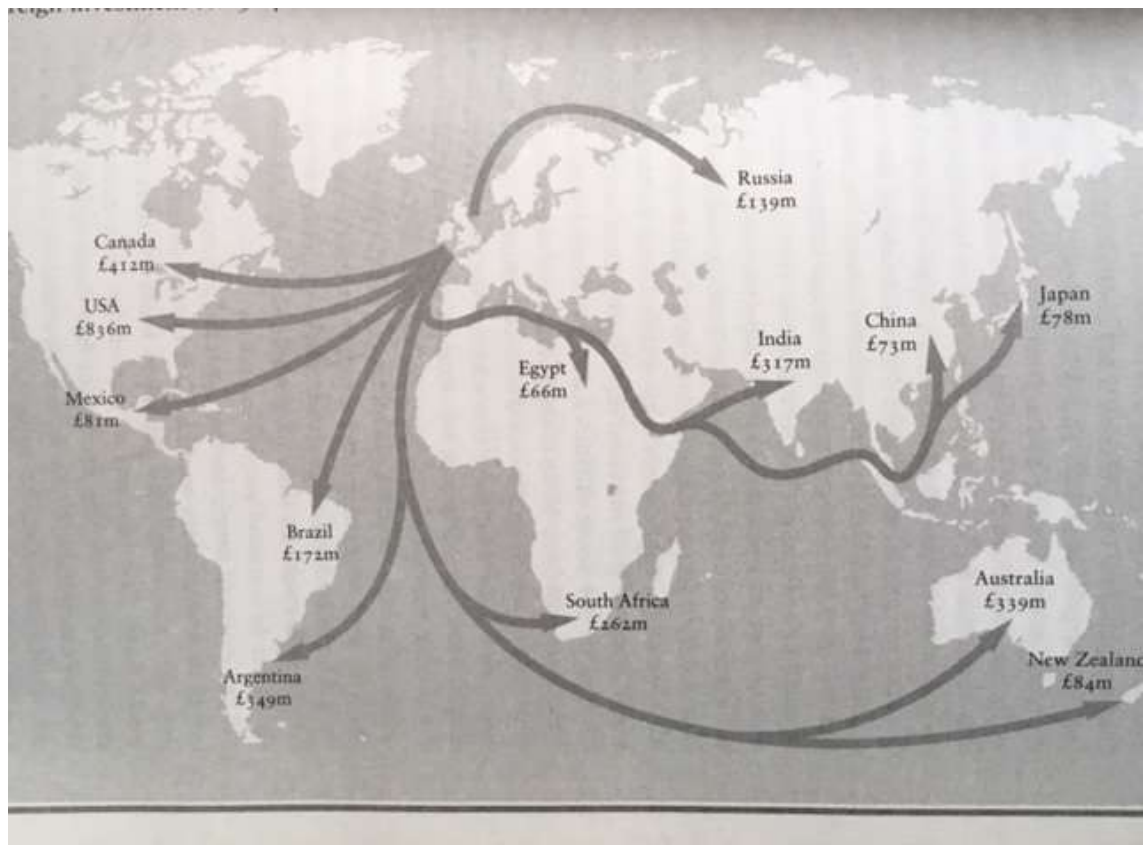 Russia
£139m
Canada
£412m
USA
£836m
Mexico
£81m
Brazil
£172m
Argentina
£349m
Egypt
£66m
India
£317m
China
£73m
Japan
£78m
South Africa
£262m
Australia
£339m
New Zealand
£84m